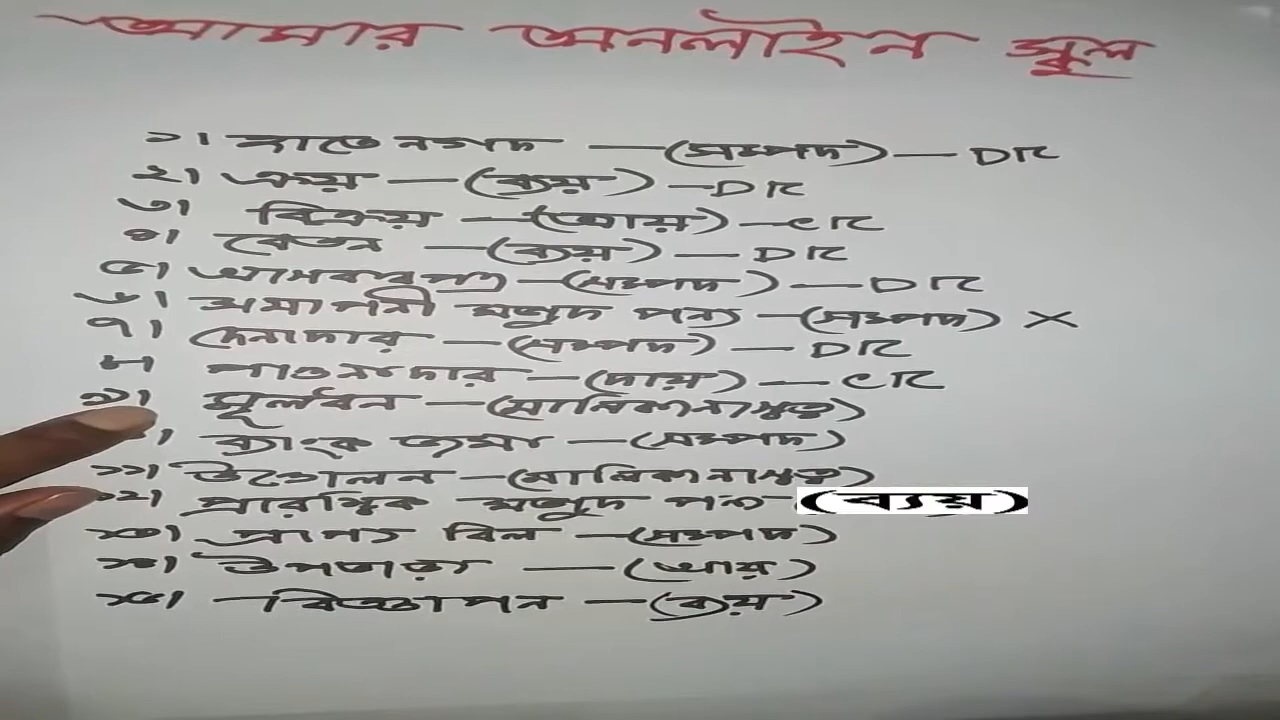 আমার অনলাইন স্কুল
১। হাতে নগদ — (সম্পদ) — DR
২। ক্রয় — (ব্যয়) — DR
৩। বিক্রয় — (আয়) — CR
৪। বেতন — (ব্যয়) — DR
৫। আসবাবপত্র — (সম্পদ) — DR
৬। সমাপনী মজুদ পন্য — (সম্পদ) X
৭। দেনাদার — (সম্পদ) — DR
৮। পাওনাদার — (দায়) — CR
৯। মূলধন — (মালিকানাস্বত্ব)
। ব্যাংক জমা — (সম্পদ)
১১। উত্তোলন — (মালিকানাস্বত্ব)
১২। প্রারম্ভিক মজুদ পন্য (ব্যয়)
১৩। প্রাপ্য বিল — (সম্পদ)
১৪। উপভাড়া — (আয়)
১৫। বিজ্ঞাপন — (ব্যয়)